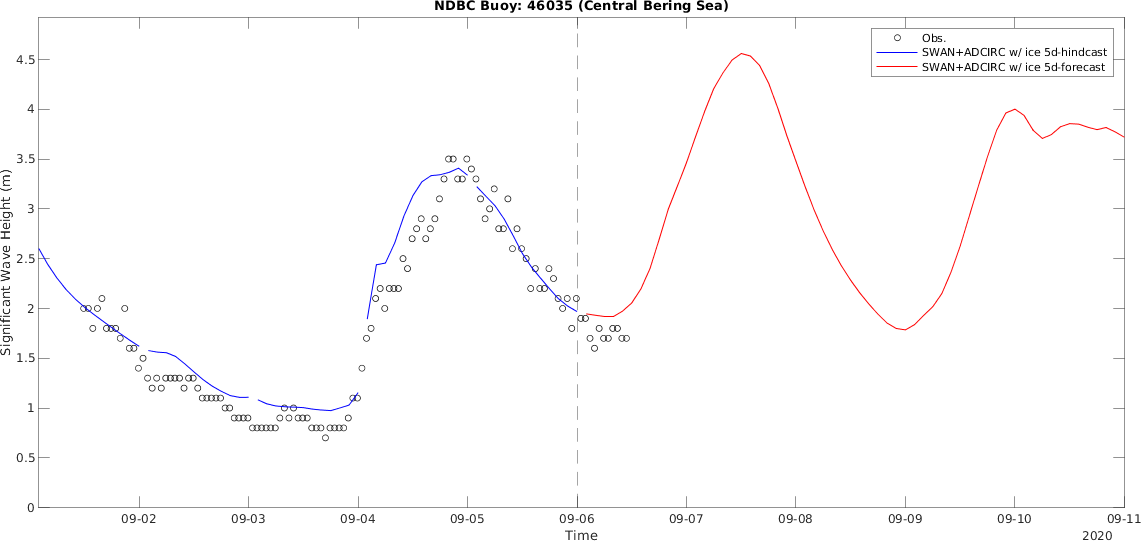 NDBC Buoy: 46035 (Central Bering Sea)
Obs.
SWAN+ADCIRC w/ ice 5d-hindcast
SWAN+ADCIRC w/ ice 5d-forecast
Significant Wave Height (m)
4.5
4
3.5
3
2.5
2
1.5
1
0.5
0
09-02 09-03 09-04 09-05 09-06 09-07 09-08 09-09 09-10 09-11
Time
2020